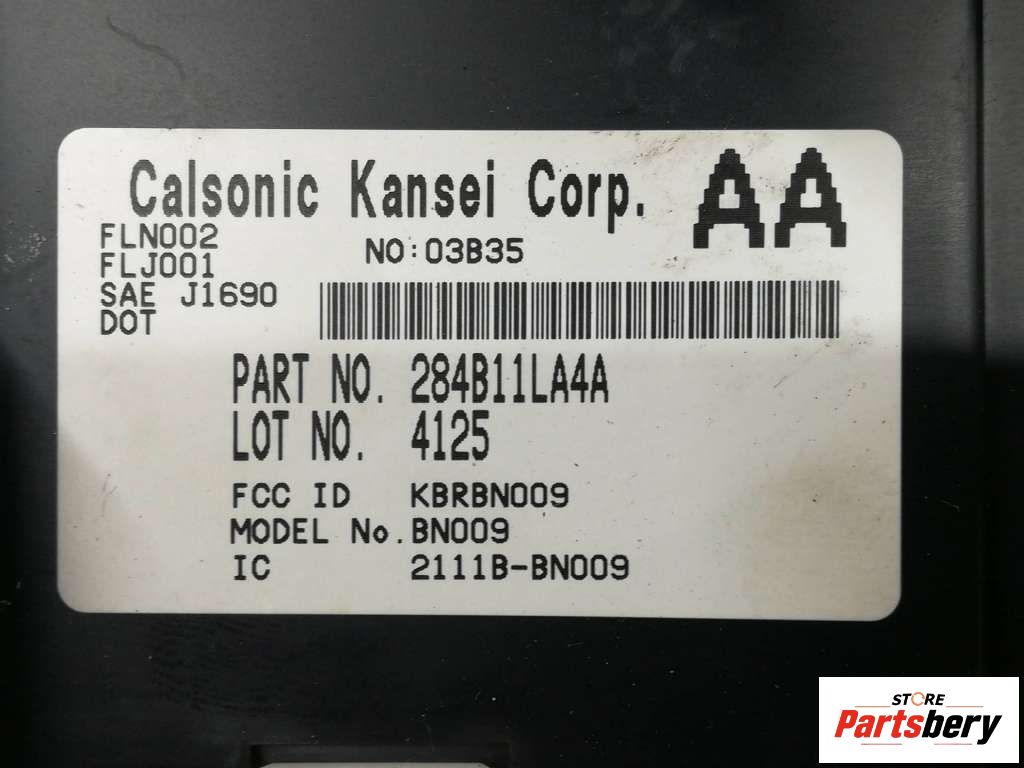 Calsonic Kansei Corp. AA
FLN002
FLJ001
NO:03B35
SAE J1690
DOT
PART NO. 284B11LA4A
LOT NO. 4125
FCC ID KBRBN009
MODEL No. BN009
IC 2111B-BN009
STORE
Partsbery